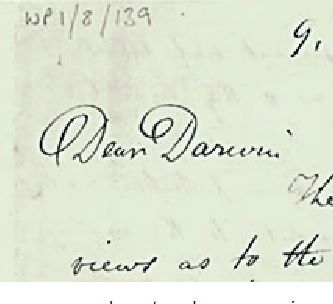 WP1/8/139
9,
Dear Darwin
The
views as to the